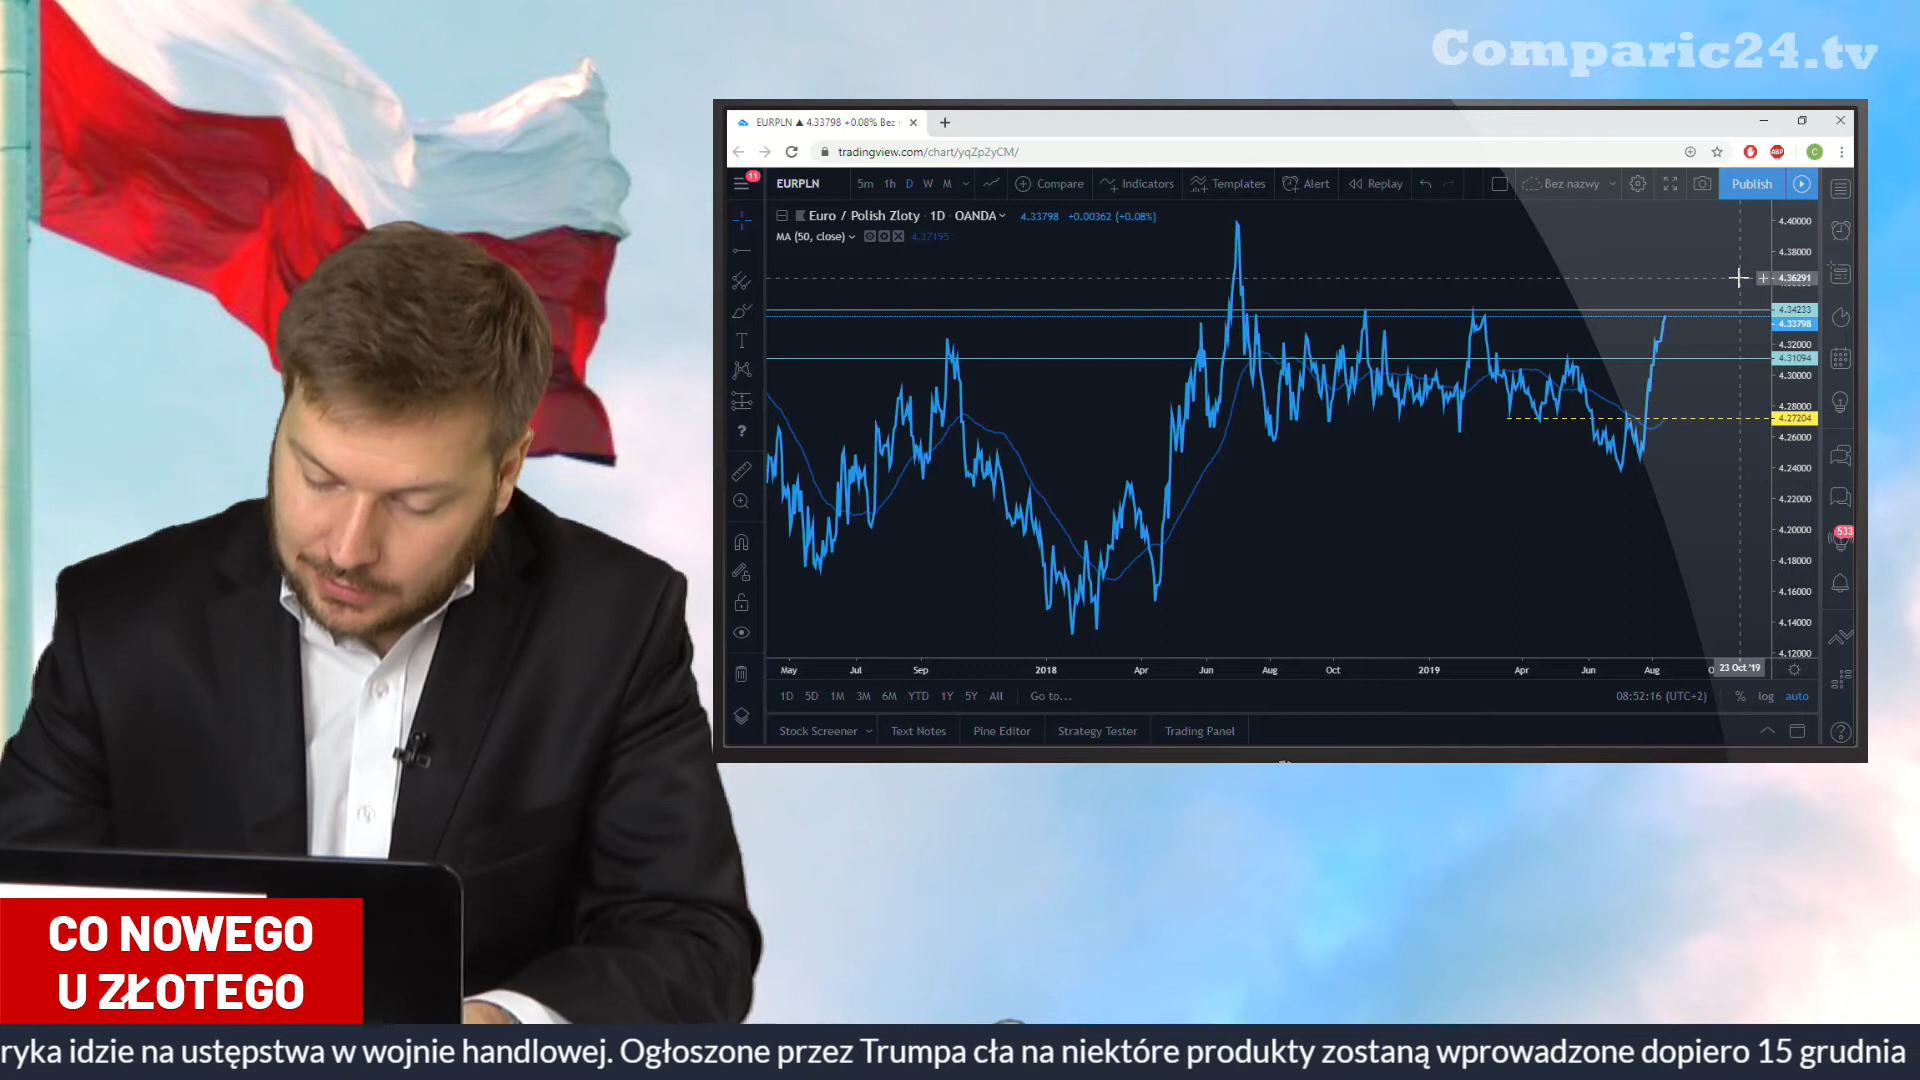 Comparic24.tv
EURPLN ▲ 4.33798 +0.08% Bez
tradingview.com/chart/yqZp2yCM/
ABP
C
11
EURPLN 5m 1h D W M Compare Indicators Templates Alert Replay Bez nazwy Publish
Euro / Polish Zloty · 1D · OANDA 4.33798 +0.00362 (+0.08%)
MA (50, close) 4.27195
4.40000
4.38000
4.36291
4.34233
4.33798
4.32000
4.31094
4.30000
4.28000
4.27204
4.26000
4.24000
4.22000
4.20000
4.18000
4.16000
4.14000
4.12000
533
May Jul Sep 2018 Apr Jun Aug Oct 2019 Apr Jun Aug 23 Oct '19
1D 5D 1M 3M 6M YTD 1Y 5Y All Go to... 08:52:16 (UTC+2) % log auto
Stock Screener Text Notes Pine Editor Strategy Tester Trading Panel
CO NOWEGO
U ZŁOTEGO
ryka idzie na ustępstwa w wojnie handlowej. Ogłoszone przez Trumpa cła na niektóre produkty zostaną wprowadzone dopiero 15 grudnia